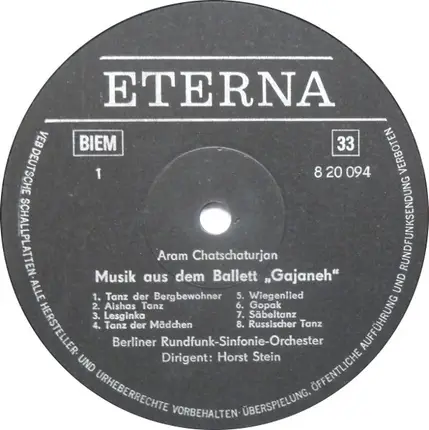 ETERNA
BIEM
33
1
8 20 094
Aram Chatschaturjan
Musik aus dem Ballett „Gajaneh“
1. Tanz der Bergbewohner
2. Aishas Tanz
3. Lesginka
4. Tanz der Mädchen
5. Wiegenlied
6. Gopak
7. Säbeltanz
8. Russischer Tanz
Berliner Rundfunk-Sinfonie-Orchester
Dirigent: Horst Stein
VEB DEUTSCHE SCHALLPLATTEN · ALLE HERSTELLER- UND URHEBERRECHTE VORBEHALTEN · ÜBERSPIELUNG, ÖFFENTLICHE AUFFÜHRUNG UND RUNDFUNKSENDUNG VERBOTEN